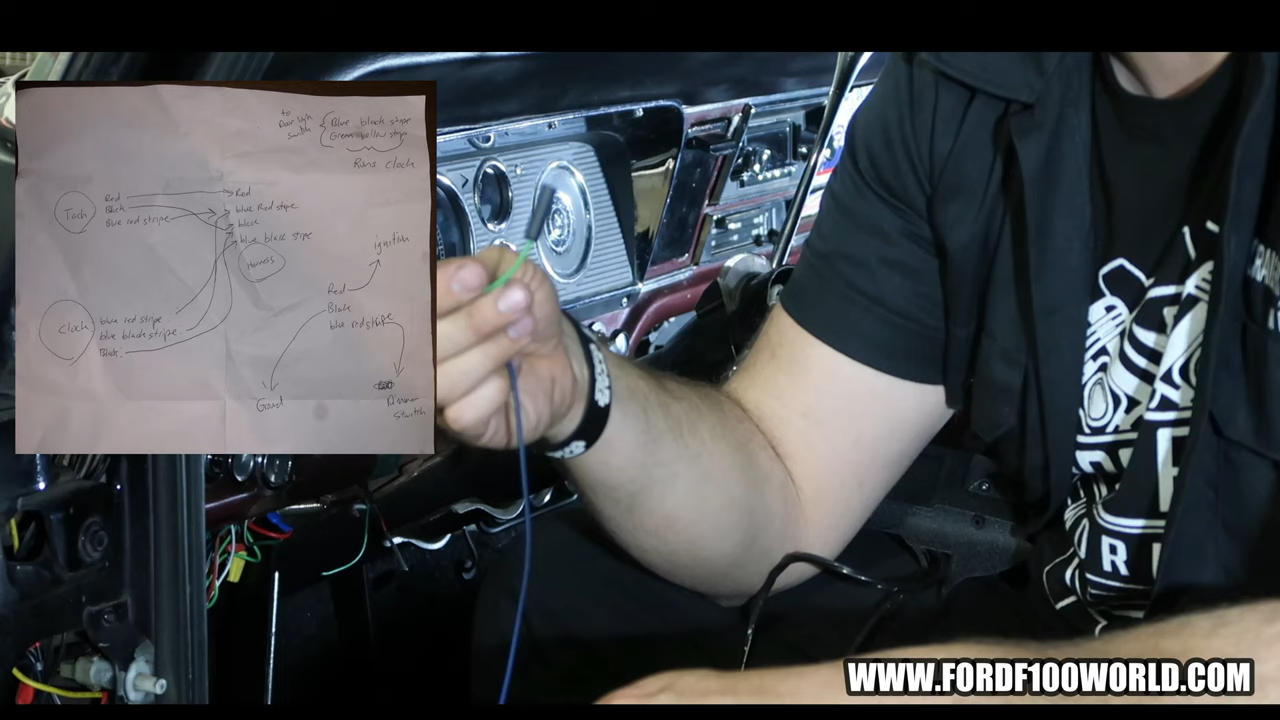 to
Door light
Switch
Blue black stripe
Green yellow stripe
Runs Clock
Tach
Red
Black
Blue red stripe
Red
blue Red stripe
black
blue black stripe
Harness
ignition
Red
Black
blue red stripe
Ground
Dimmer
Switch
Clock
blue red stripe
blue black stripe
Black
WWW.FORDF100WORLD.COM